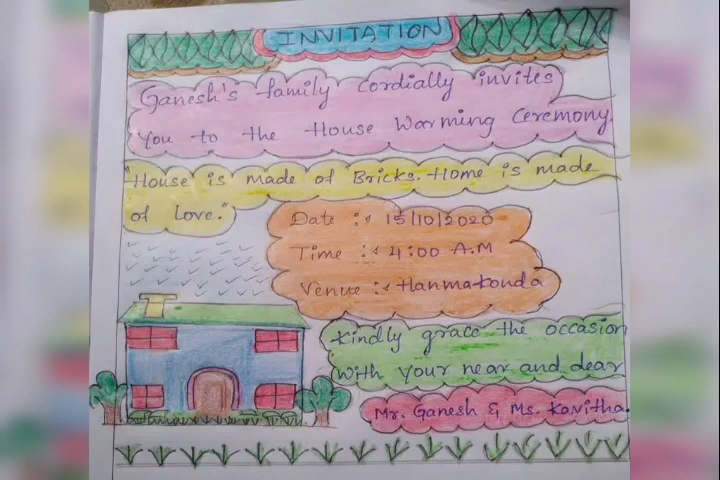 INVITATION
Ganesh's family cordially invites
you to the House Warming Ceremony.
"House is made of Bricks. Home is made
of Love."
Date :: 15/10/2020
Time :: 4:00 A.M
Venue :: Hanmakonda
Kindly grace the occasion
with your near and dear
Mr. Ganesh & Ms. Kavitha.